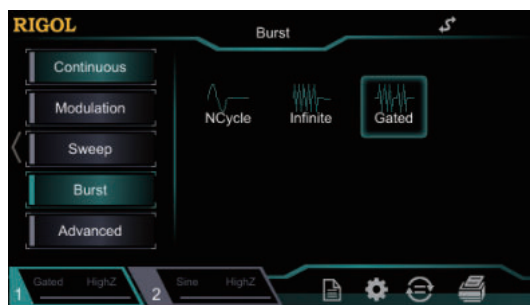 RIGOL
Burst
Continuous
Modulation
Sweep
Burst
Advanced
NCycle
Infinite
Gated
1
Gated
HighZ
2
Sine
HighZ